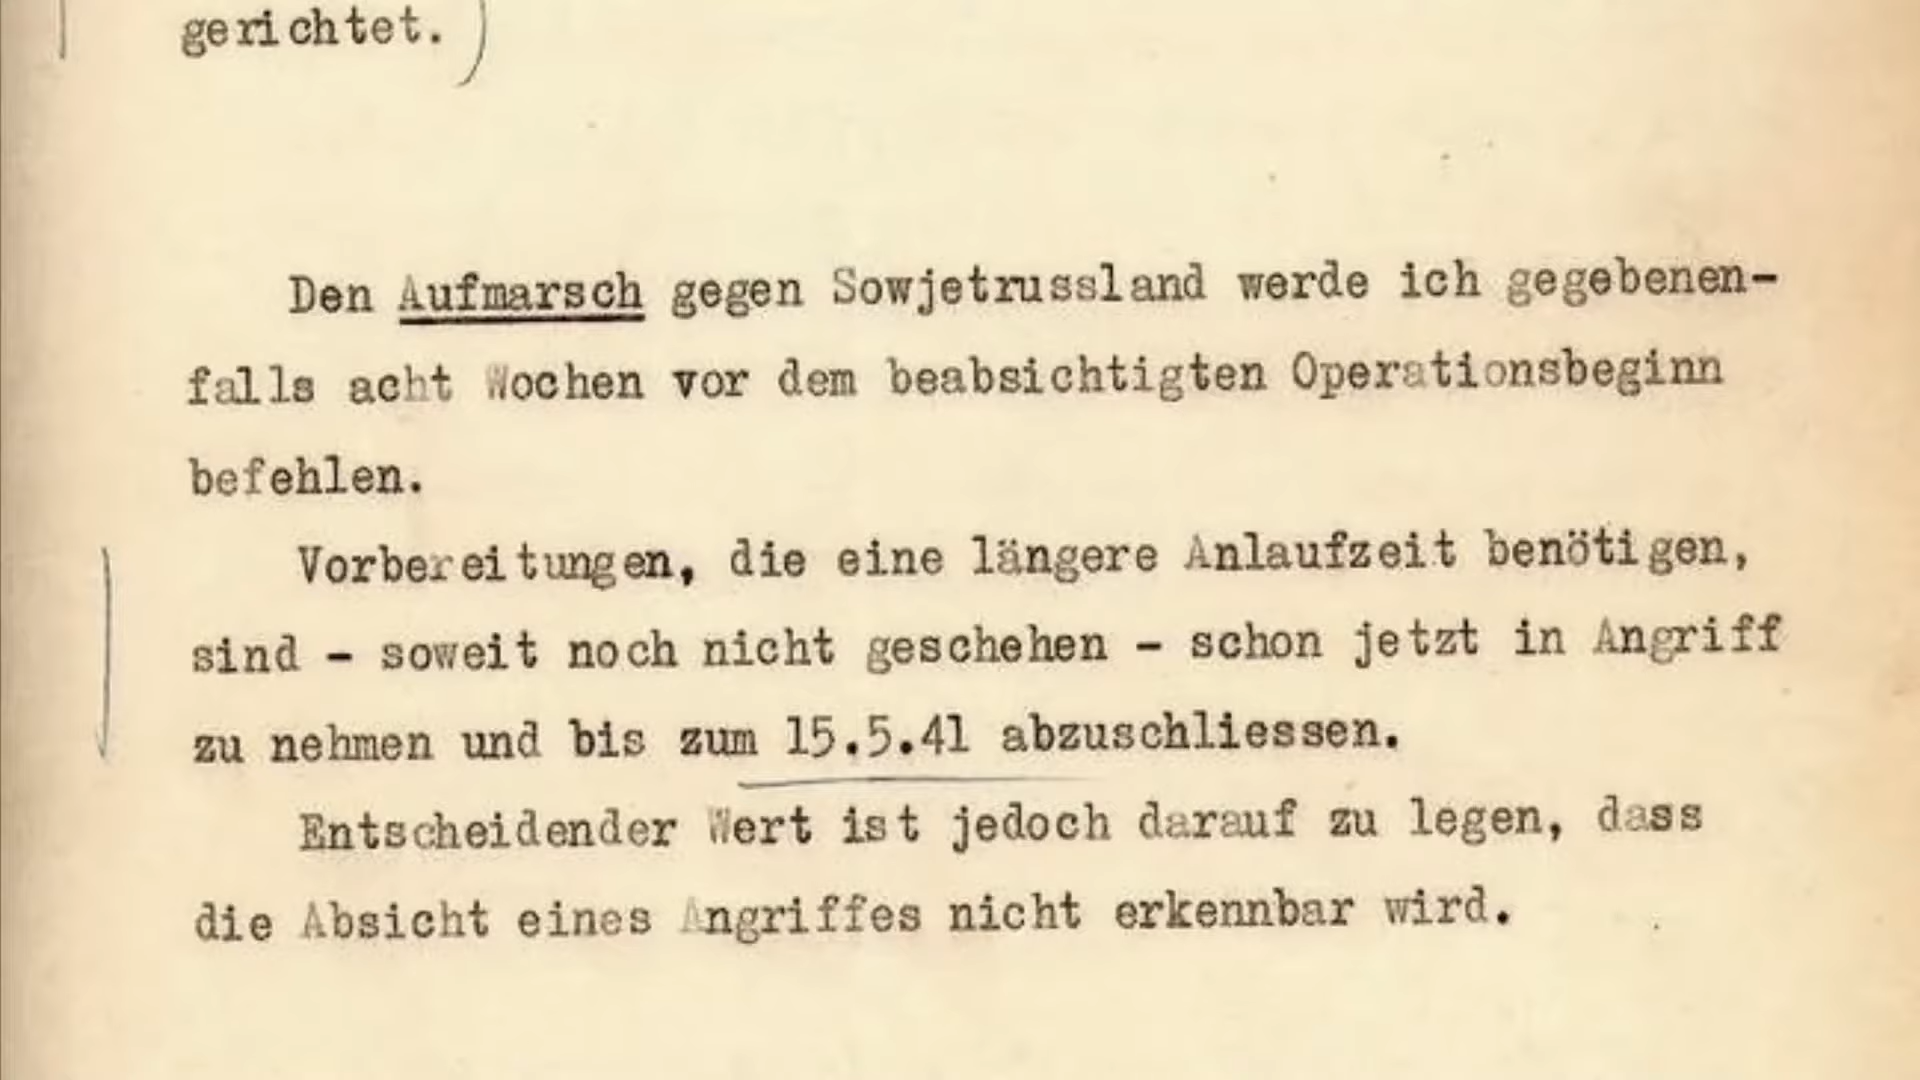 gerichtet.)
Den Aufmarsch gegen Sowjetrussland werde ich gegebenen-
falls acht Wochen vor dem beabsichtigten Operationsbeginn
befehlen.
Vorbereitungen, die eine längere Anlaufzeit benötigen,
sind - soweit noch nicht geschehen - schon jetzt in Angriff
zu nehmen und bis zum 15.5.41 abzuschliessen.
Entscheidender Wert ist jedoch darauf zu legen, dass
die Absicht eines Angriffes nicht erkennbar wird.